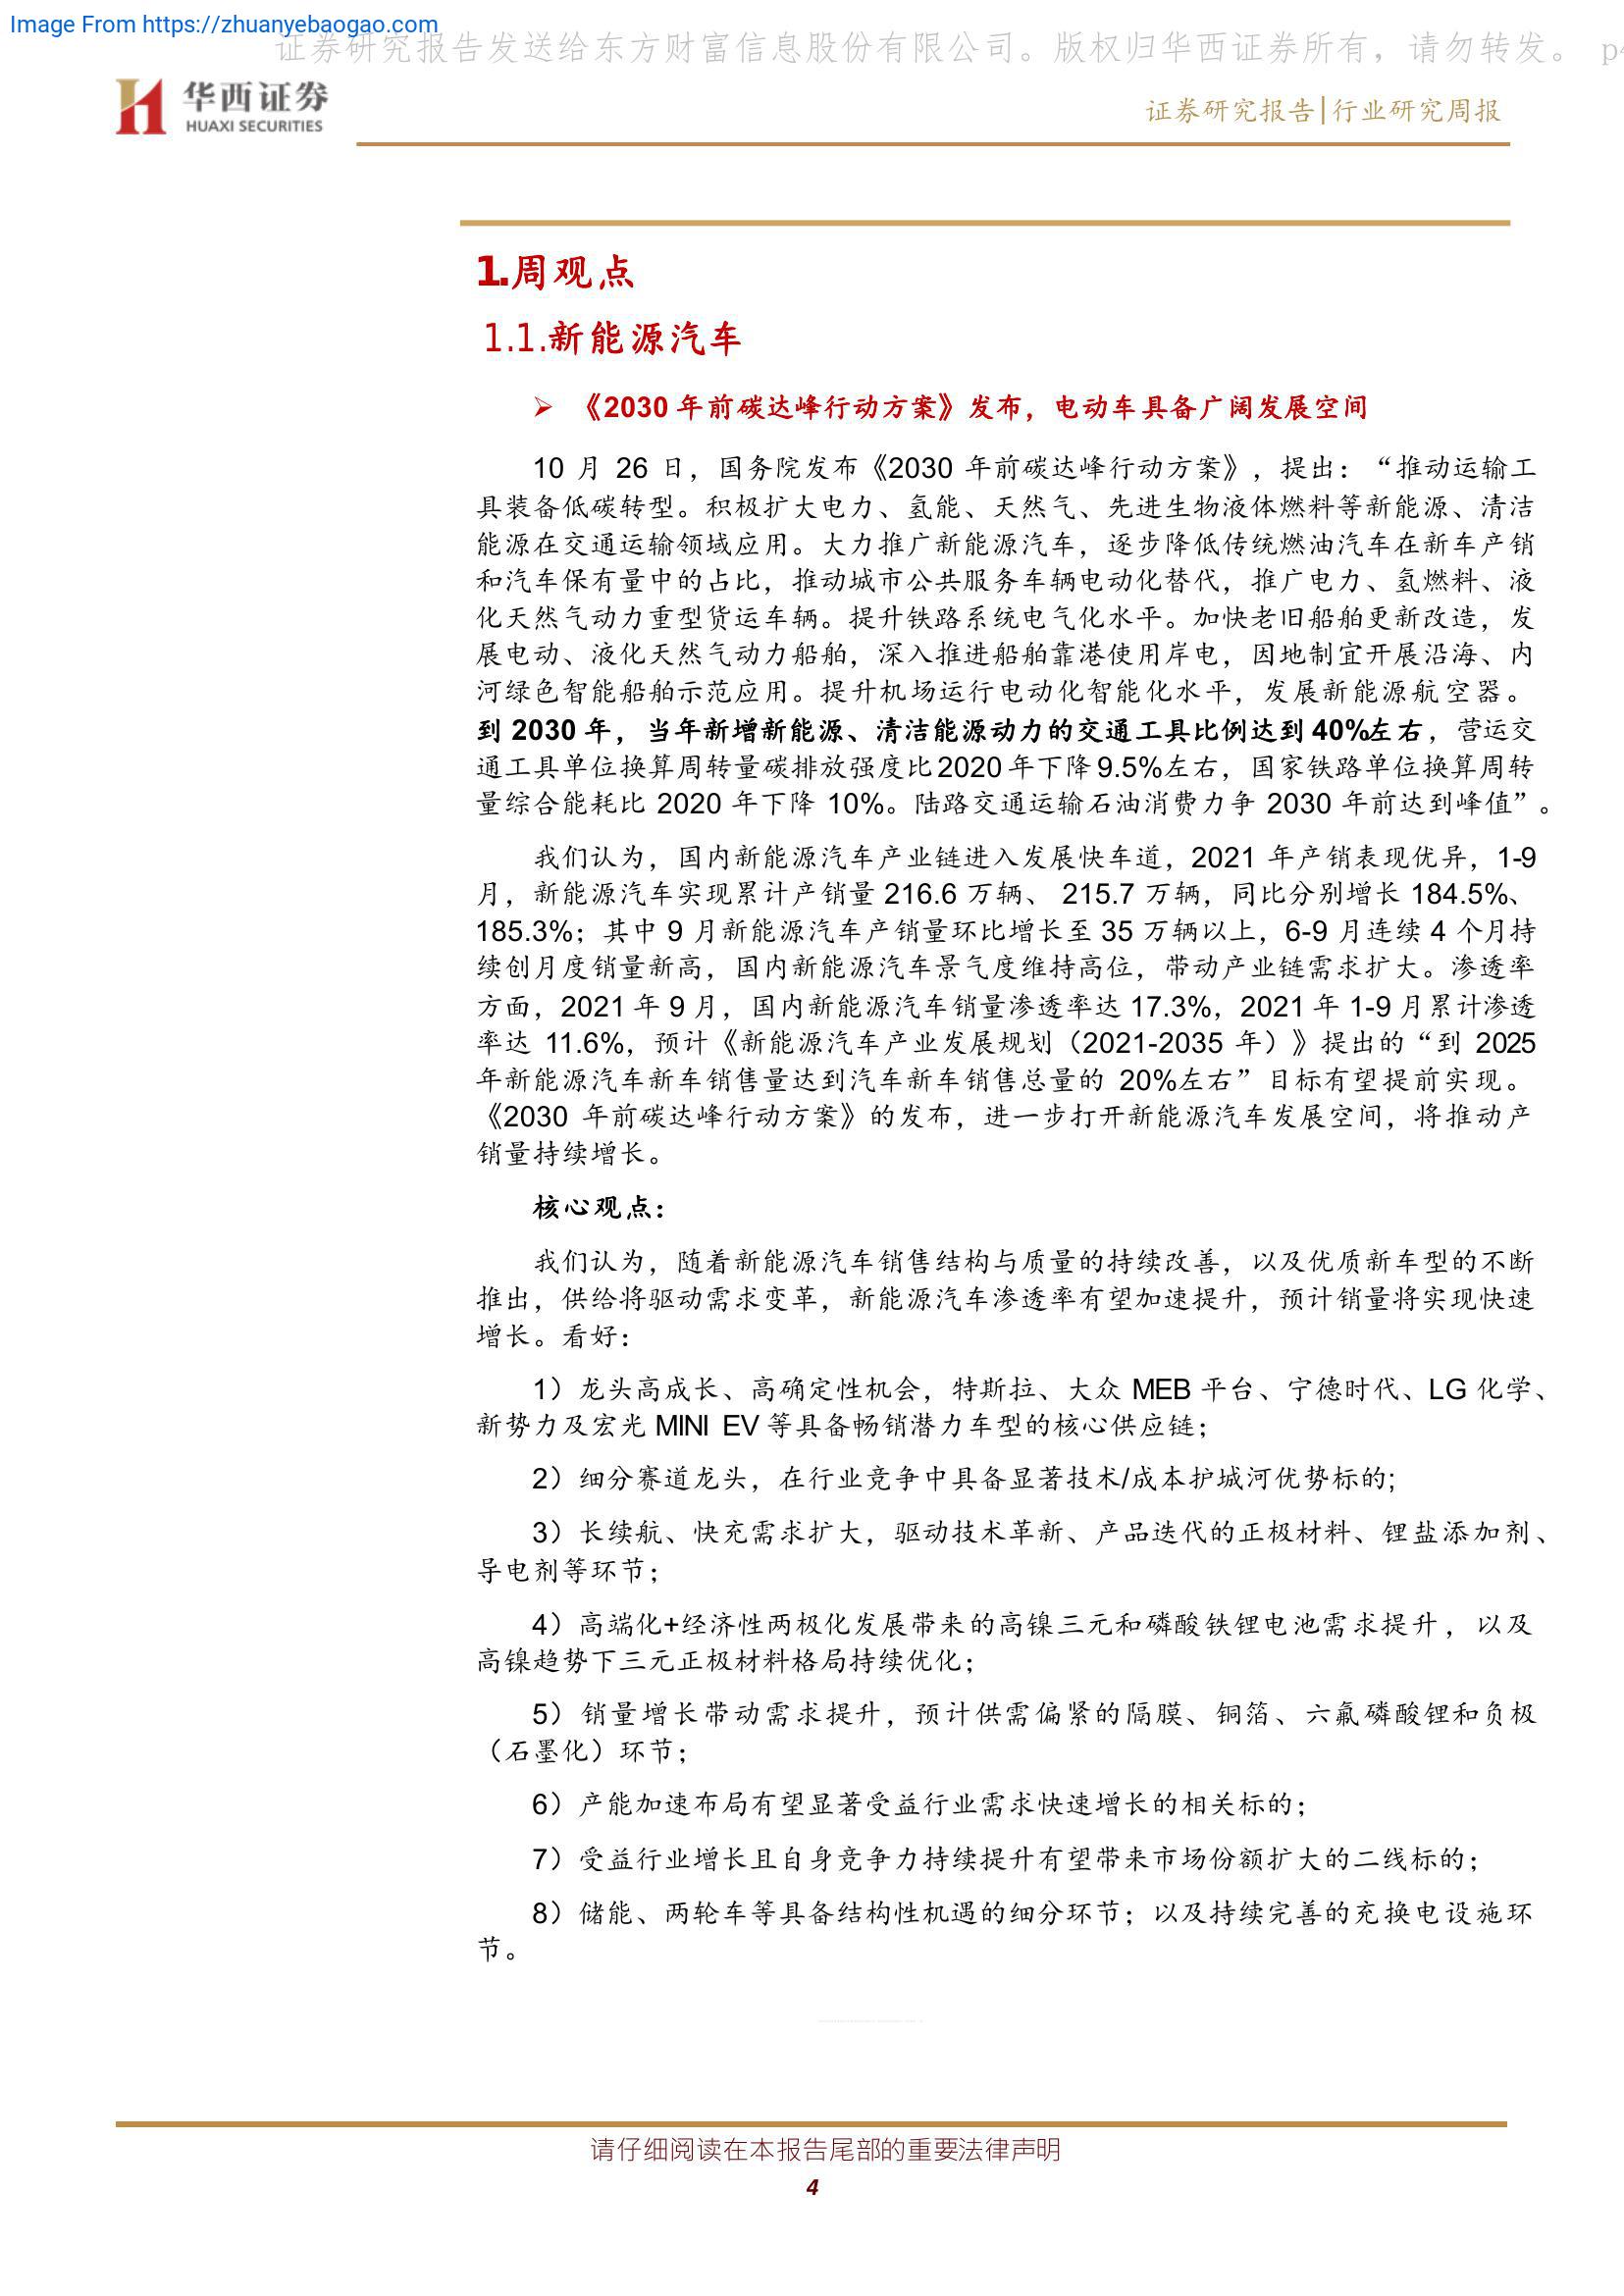 Image From https://zhuanyebaogao.com
证券研究报告发送给东方财富信息股份有限公司。版权归华西证券所有，请勿转发。 p4
华西证券
HUAXI SECURITIES
证券研究报告|行业研究周报
1.周观点
1.1.新能源汽车
➢ 《2030 年前碳达峰行动方案》发布，电动车具备广阔发展空间
10 月 26 日，国务院发布《2030 年前碳达峰行动方案》，提出：“推动运输工
具装备低碳转型。积极扩大电力、氢能、天然气、先进生物液体燃料等新能源、清洁
能源在交通运输领域应用。大力推广新能源汽车，逐步降低传统燃油汽车在新车产销
和汽车保有量中的占比，推动城市公共服务车辆电动化替代，推广电力、氢燃料、液
化天然气动力重型货运车辆。提升铁路系统电气化水平。加快老旧船舶更新改造，发
展电动、液化天然气动力船舶，深入推进船舶靠港使用岸电，因地制宜开展沿海、内
河绿色智能船舶示范应用。提升机场运行电动化智能化水平，发展新能源航空器。
到 2030 年，当年新增新能源、清洁能源动力的交通工具比例达到 40%左右，营运交
通工具单位换算周转量碳排放强度比2020年下降9.5%左右，国家铁路单位换算周转
量综合能耗比 2020 年下降 10%。陆路交通运输石油消费力争 2030 年前达到峰值”。
我们认为，国内新能源汽车产业链进入发展快车道，2021 年产销表现优异，1-9
月，新能源汽车实现累计产销量 216.6 万辆、 215.7 万辆，同比分别增长 184.5%、
185.3%；其中 9 月新能源汽车产销量环比增长至 35 万辆以上，6-9 月连续 4 个月持
续创月度销量新高，国内新能源汽车景气度维持高位，带动产业链需求扩大。渗透率
方面，2021 年 9 月，国内新能源汽车销量渗透率达 17.3%，2021 年 1-9 月累计渗透
率达 11.6%，预计《新能源汽车产业发展规划（2021-2035 年）》提出的“到 2025
年新能源汽车新车销售量达到汽车新车销售总量的 20%左右”目标有望提前实现。
《2030 年前碳达峰行动方案》的发布，进一步打开新能源汽车发展空间，将推动产
销量持续增长。
核心观点：
我们认为，随着新能源汽车销售结构与质量的持续改善，以及优质新车型的不断
推出，供给将驱动需求变革，新能源汽车渗透率有望加速提升，预计销量将实现快速
增长。看好：
1）龙头高成长、高确定性机会，特斯拉、大众 MEB 平台、宁德时代、LG 化学、
新势力及宏光 MINI EV 等具备畅销潜力车型的核心供应链；
2）细分赛道龙头，在行业竞争中具备显著技术/成本护城河优势标的;
3）长续航、快充需求扩大，驱动技术革新、产品迭代的正极材料、锂盐添加剂、
导电剂等环节；
4）高端化+经济性两极化发展带来的高镍三元和磷酸铁锂电池需求提升，以及
高镍趋势下三元正极材料格局持续优化；
5）销量增长带动需求提升，预计供需偏紧的隔膜、铜箔、六氟磷酸锂和负极
（石墨化）环节；
6）产能加速布局有望显著受益行业需求快速增长的相关标的；
7）受益行业增长且自身竞争力持续提升有望带来市场份额扩大的二线标的；
8）储能、两轮车等具备结构性机遇的细分环节；以及持续完善的充换电设施环
节。
请仔细阅读在本报告尾部的重要法律声明
4